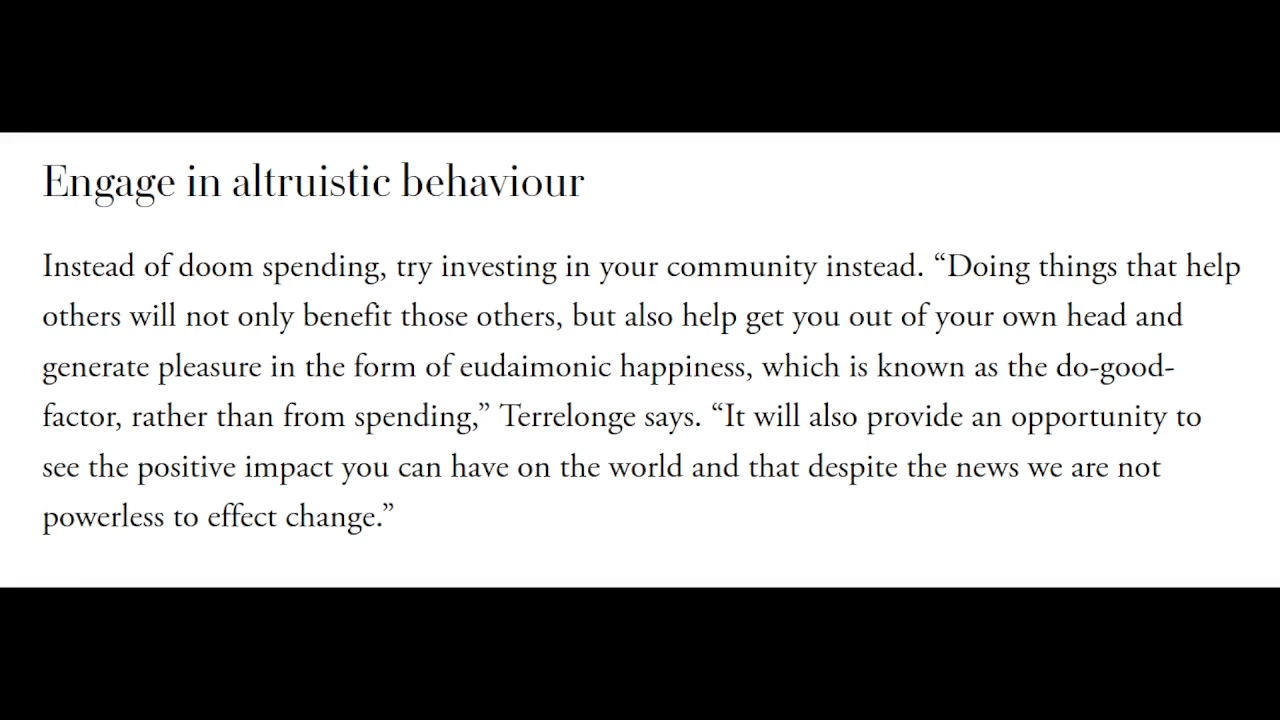 Engage in altruistic behaviour
Instead of doom spending, try investing in your community instead. “Doing things that help
others will not only benefit those others, but also help get you out of your own head and
generate pleasure in the form of eudaimonic happiness, which is known as the do-good-
factor, rather than from spending,” Terrelonge says. “It will also provide an opportunity to
see the positive impact you can have on the world and that despite the news we are not
powerless to effect change.”